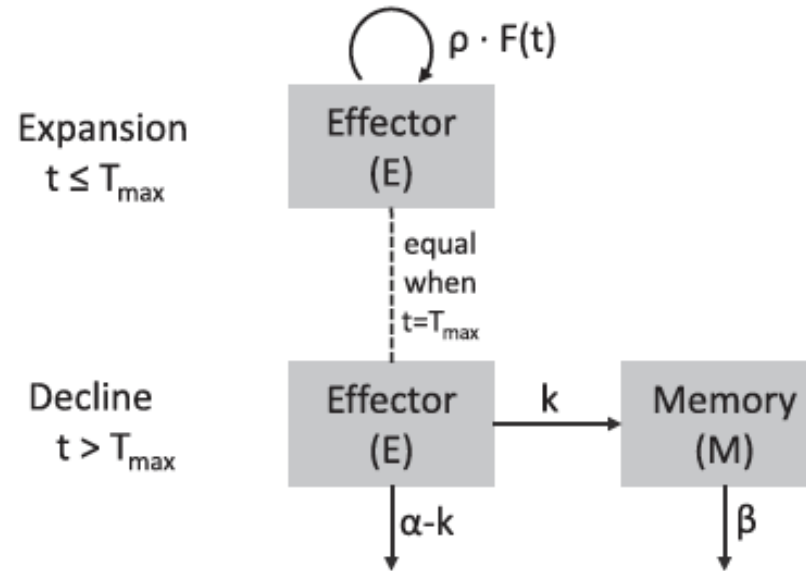 ρ · F(t)
Expansion
t ≤ Tmax
Effector
(E)
equal
when
t=Tmax
Decline
t > Tmax
Effector
(E)
k
Memory
(M)
α-k
β